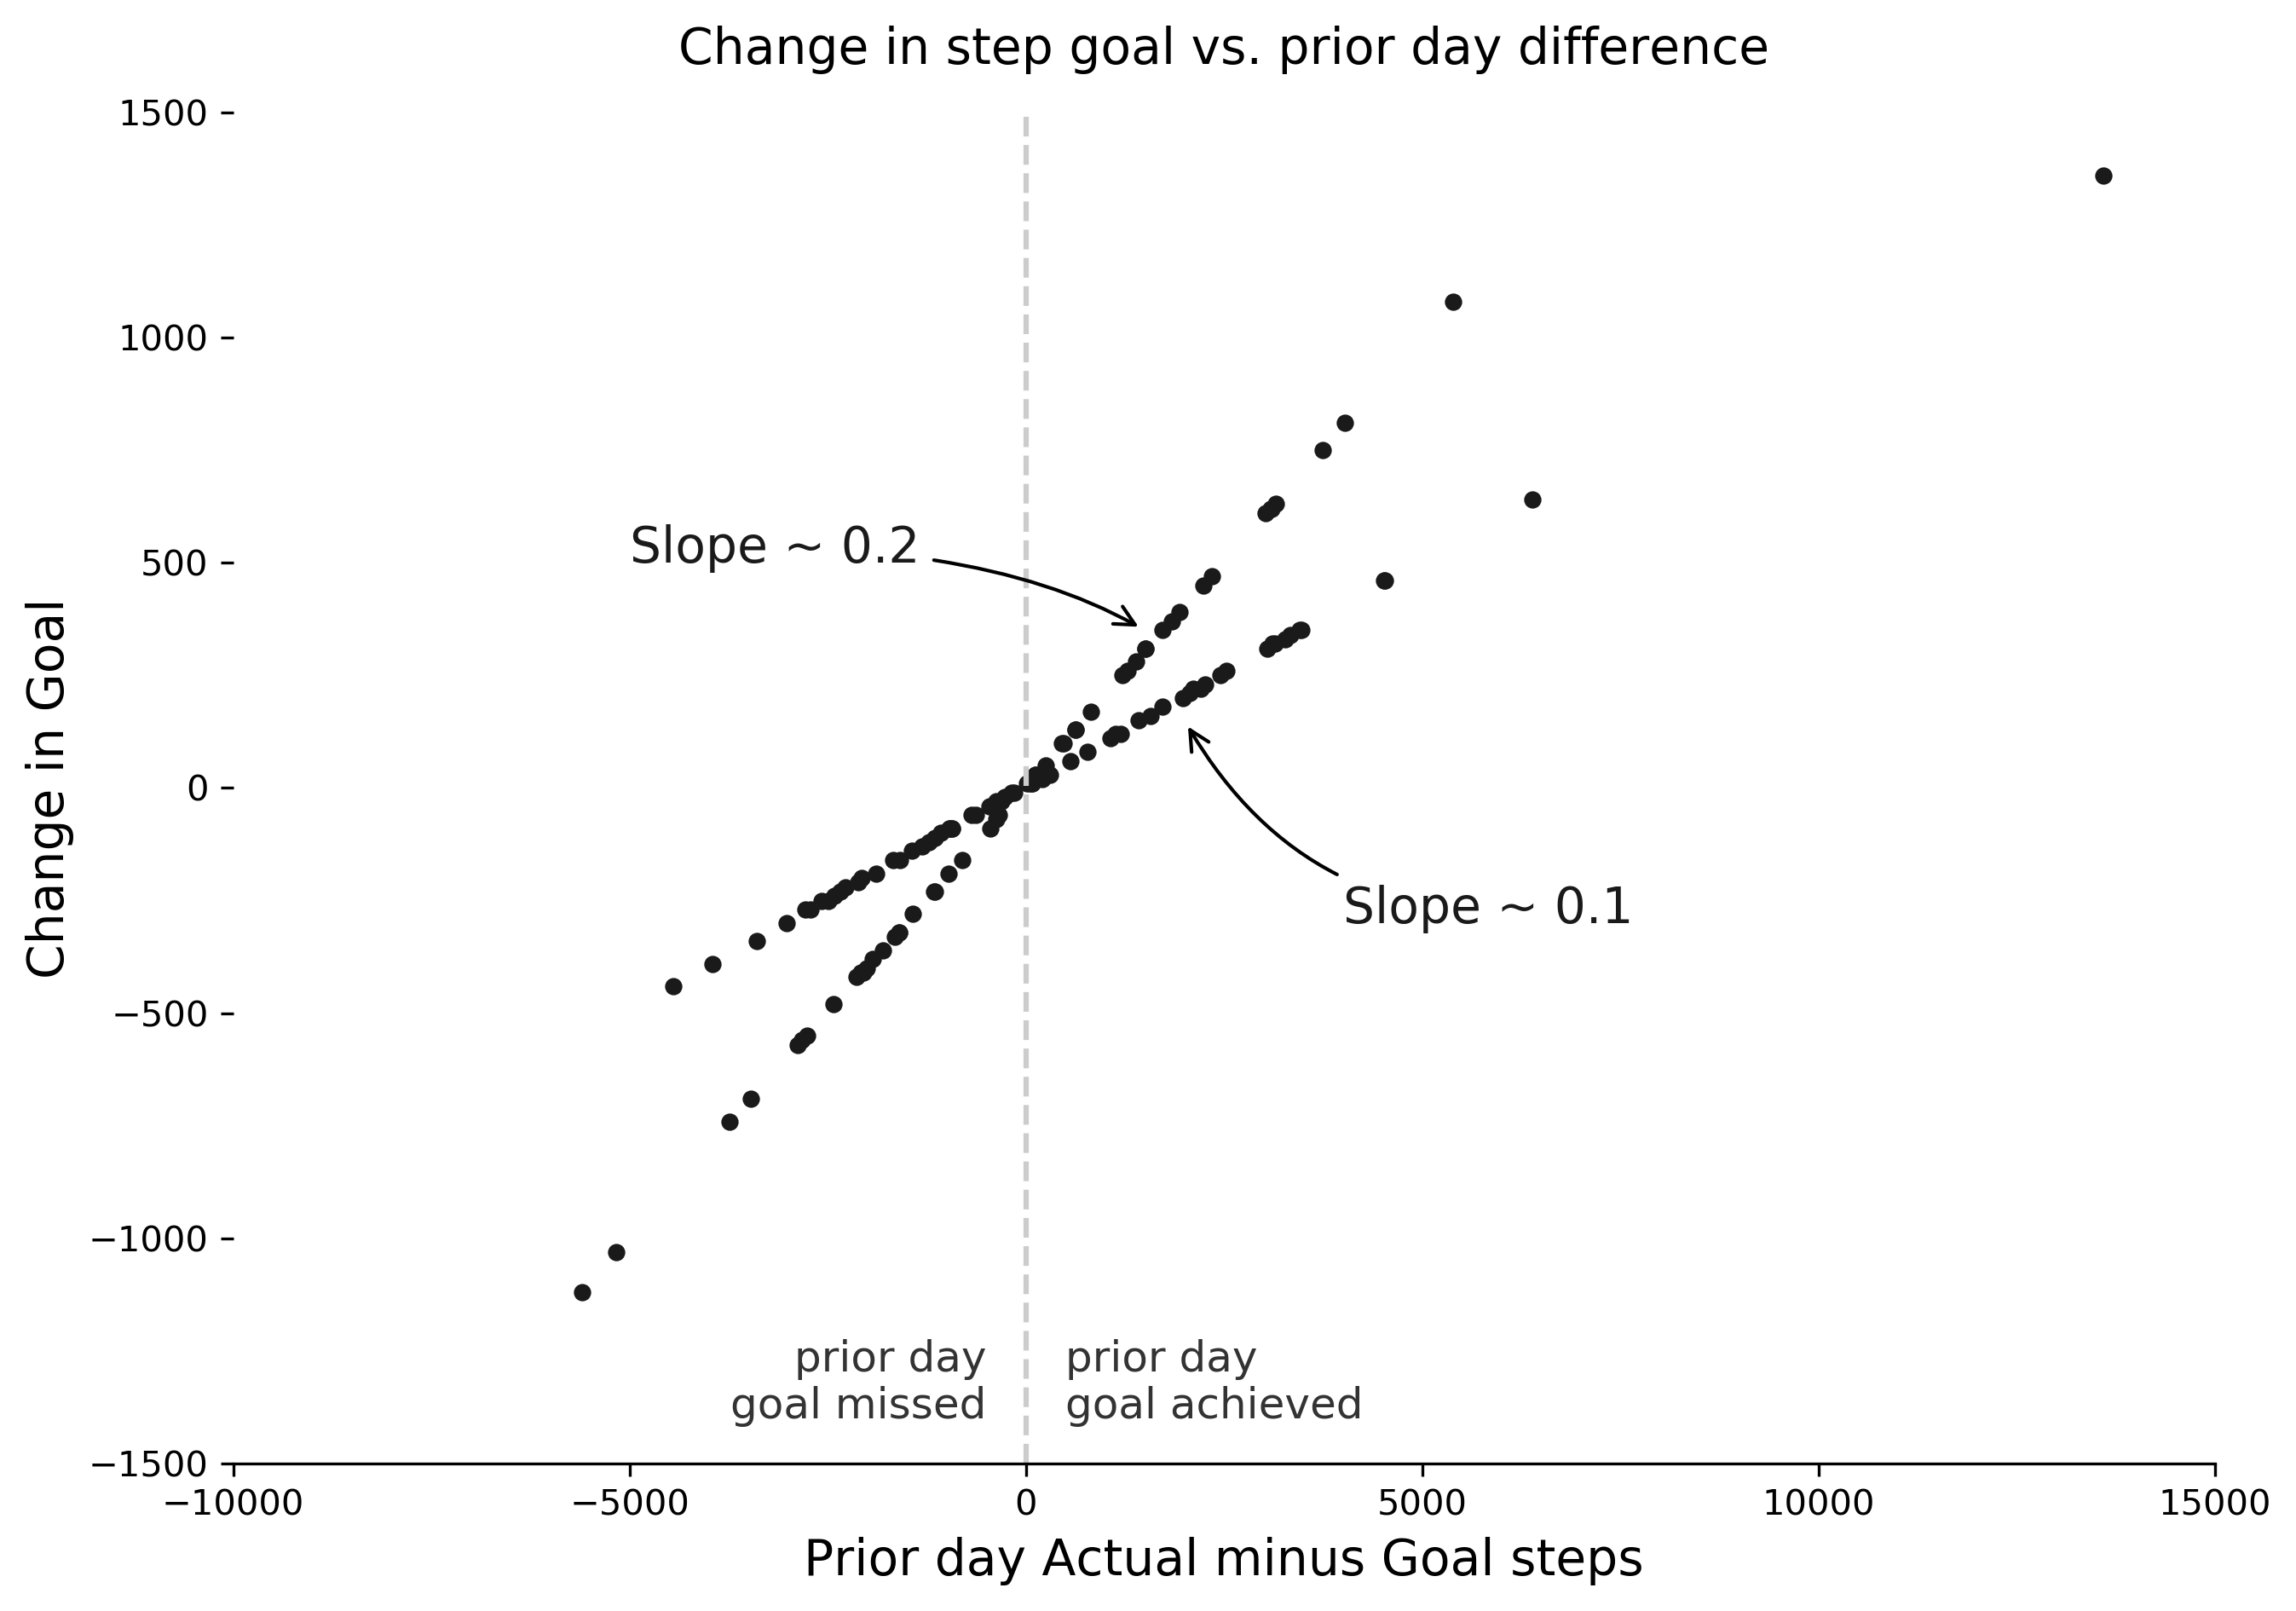 Change in step goal vs. prior day difference
1500
1000
500
0
−500
−1000
−1500
Change in Goal
Slope ~ 0.2
Slope ~ 0.1
prior day
goal missed
prior day
goal achieved
−10000
−5000
0
5000
10000
15000
Prior day Actual minus Goal steps